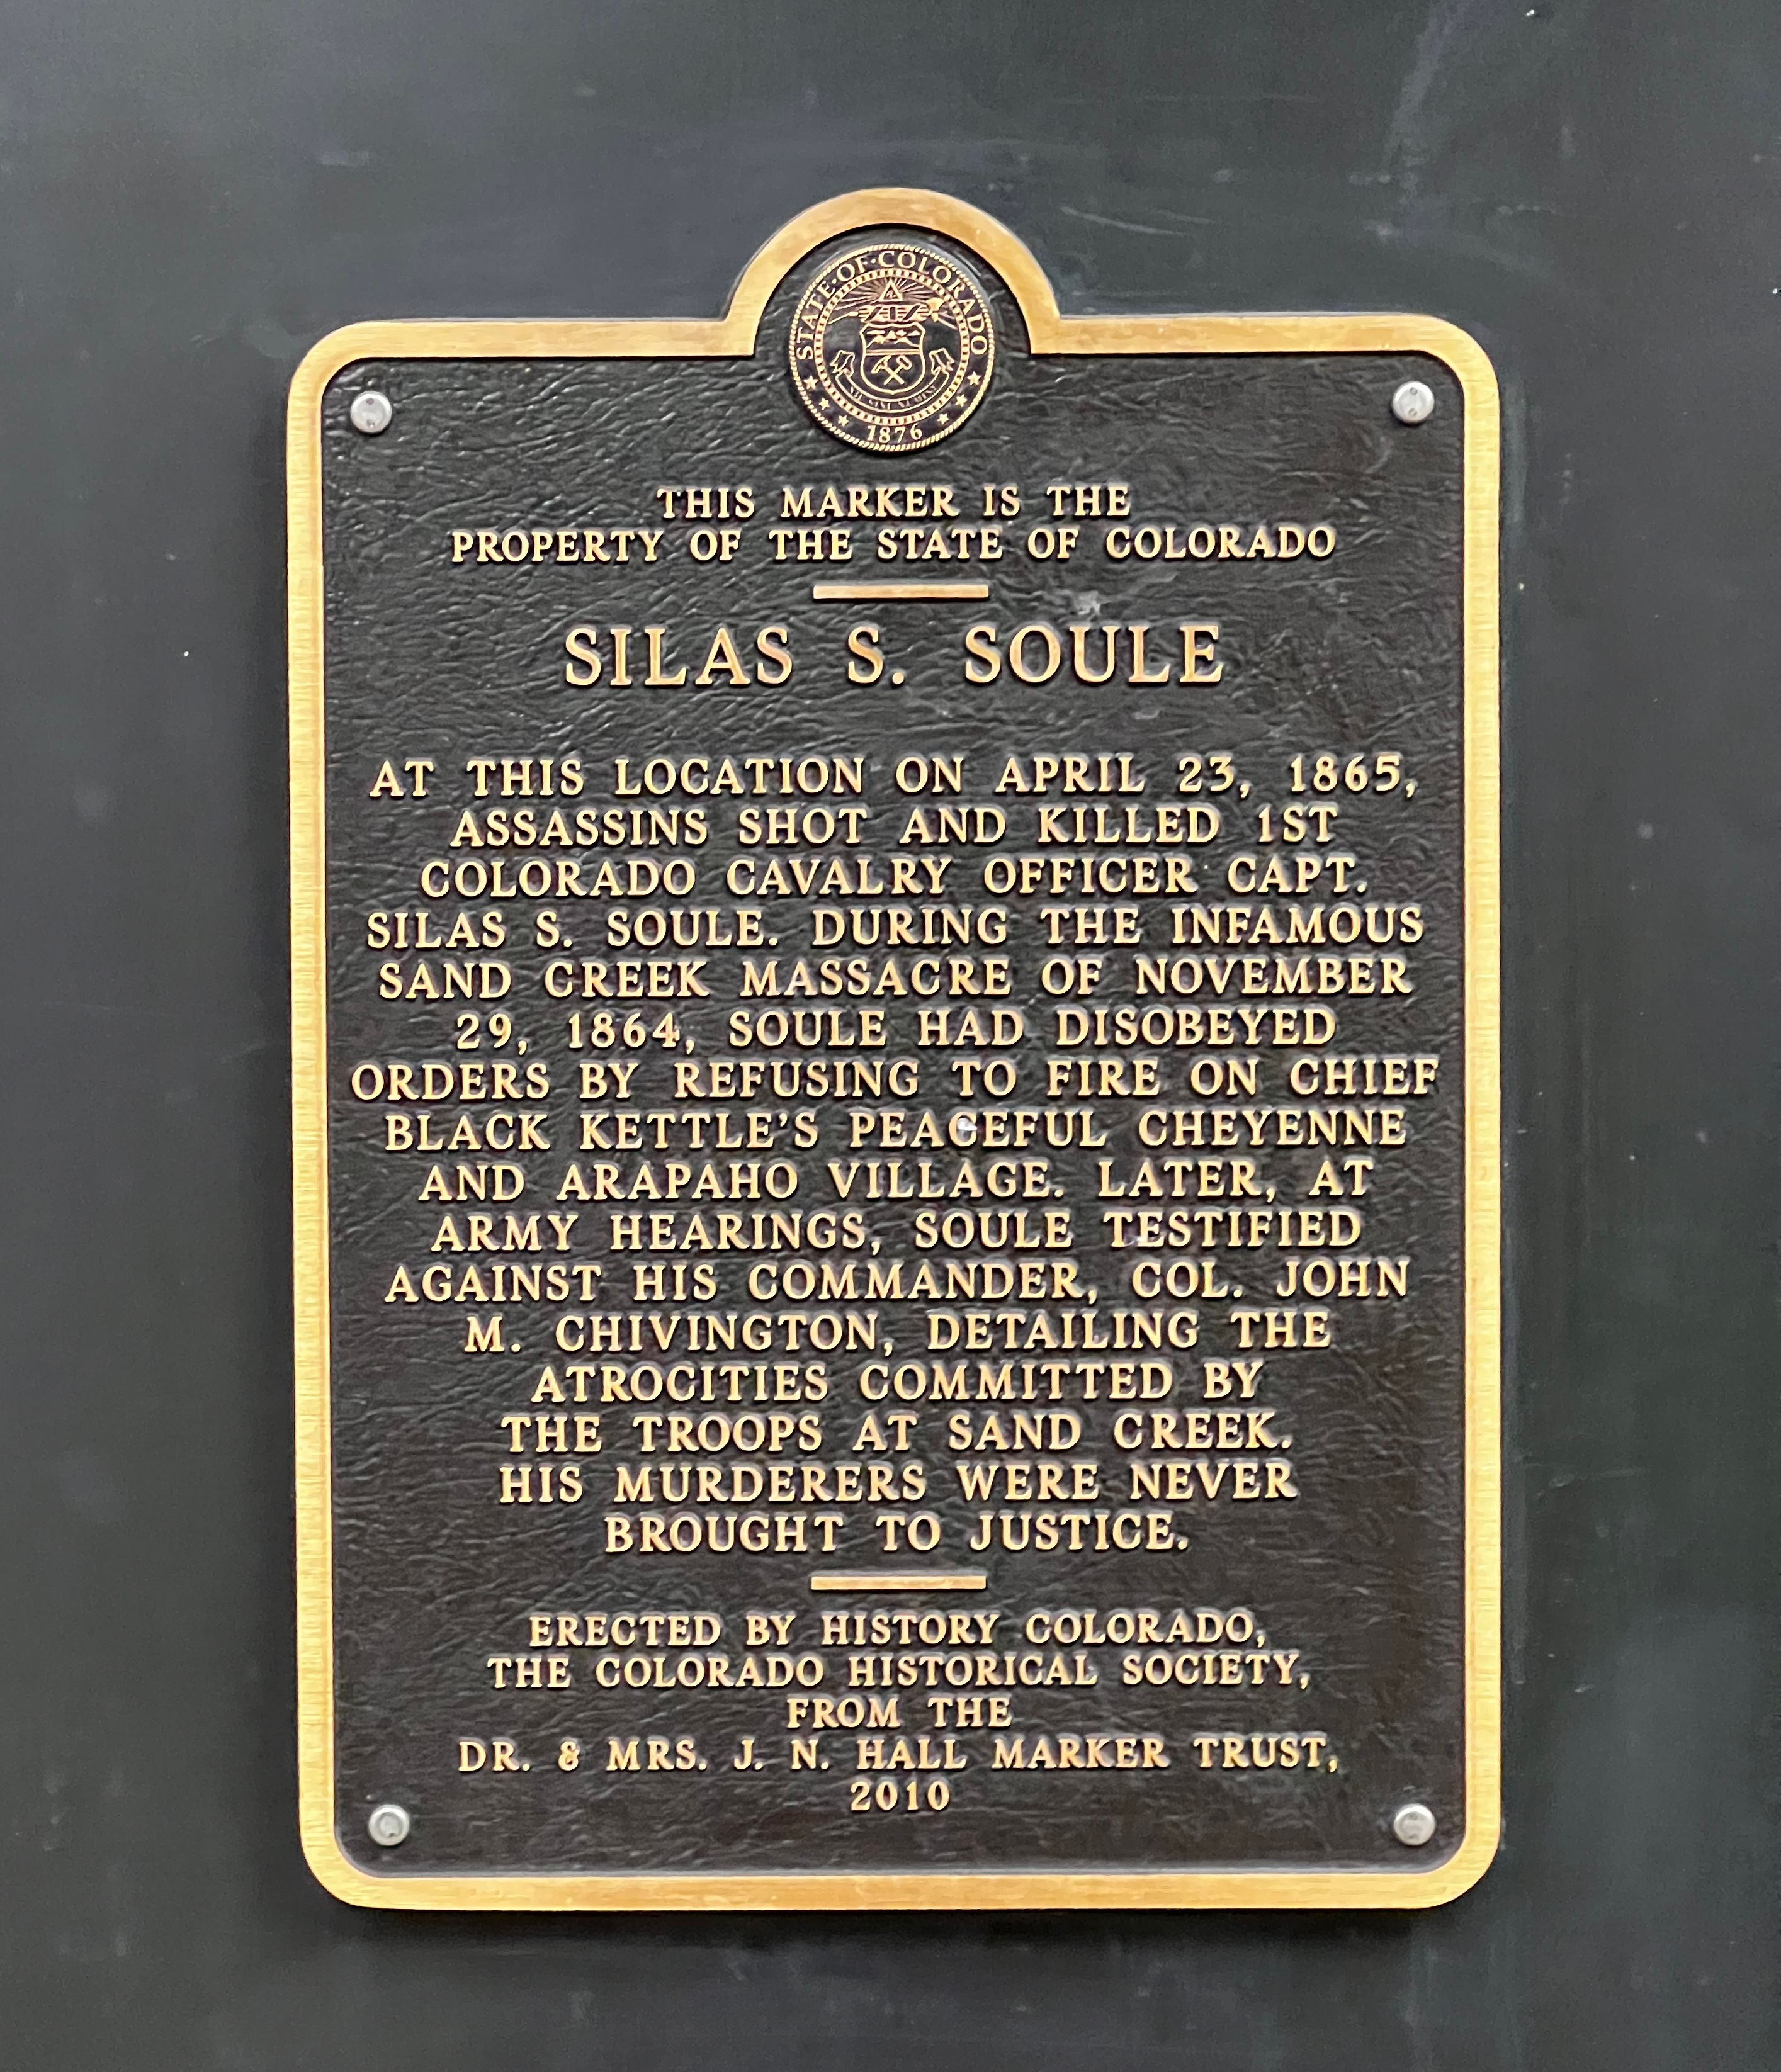 STATE·OF·COLORADO
1876
THIS MARKER IS THE
PROPERTY OF THE STATE OF COLORADO
SILAS S. SOULE
AT THIS LOCATION ON APRIL 23, 1865,
ASSASSINS SHOT AND KILLED 1ST
COLORADO CAVALRY OFFICER CAPT.
SILAS S. SOULE. DURING THE INFAMOUS
SAND CREEK MASSACRE OF NOVEMBER
29, 1864, SOULE HAD DISOBEYED
ORDERS BY REFUSING TO FIRE ON CHIEF
BLACK KETTLE'S PEACEFUL CHEYENNE
AND ARAPAHO VILLAGE. LATER, AT
ARMY HEARINGS, SOULE TESTIFIED
AGAINST HIS COMMANDER, COL. JOHN
M. CHIVINGTON, DETAILING THE
ATROCITIES COMMITTED BY
THE TROOPS AT SAND CREEK.
HIS MURDERERS WERE NEVER
BROUGHT TO JUSTICE.
ERECTED BY HISTORY COLORADO,
THE COLORADO HISTORICAL SOCIETY,
FROM THE
DR. & MRS. J. N. HALL MARKER TRUST,
2010